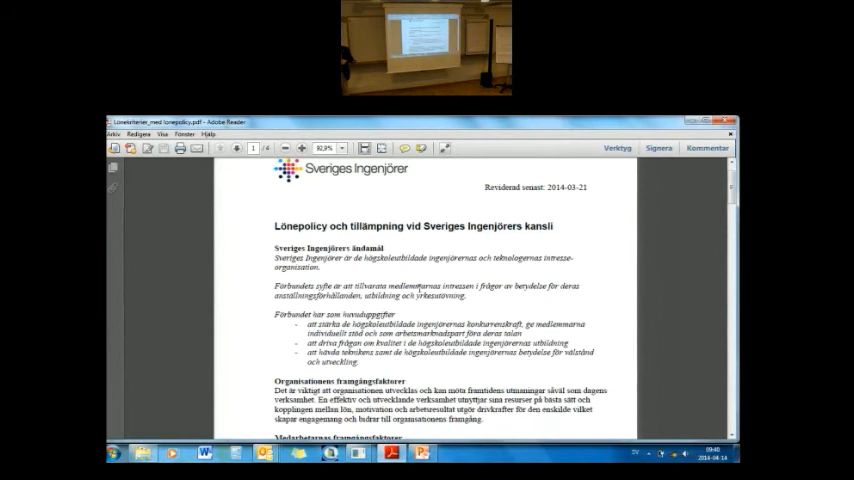 Lönekriterier_med lonepolicy.pdf - Adobe Reader
Arkiv Redigera Visa Fönster Hjälp
1 / 4 92,9% Verktyg Signera Kommentar
Sveriges Ingenjörer
Reviderad senast: 2014-03-21
Lönepolicy och tillämpning vid Sveriges Ingenjörers kansli
Sveriges Ingenjörers ändamål
Sveriges Ingenjörer är de högskoleutbildade ingenjörernas och teknologernas intresse-
organisation.
Förbundets syfte är att tillvarata medlemmarnas intressen i frågor av betydelse för deras
anställningsförhållanden, utbildning och yrkesutövning.
Förbundet har som huvuduppgifter
- att stärka de högskoleutbildade ingenjörernas konkurrenskraft, ge medlemmarna
individuellt stöd och som arbetsmarknadspart föra deras talan
- att driva frågan om kvalitet i de högskoleutbildade ingenjörernas utbildning
- att hävda teknikens samt de högskoleutbildade ingenjörernas betydelse för välstånd
och utveckling.
Organisationens framgångsfaktorer
Det är viktigt att organisationen utvecklas och kan möta framtidens utmaningar såväl som dagens
verksamhet. En effektiv och utvecklande verksamhet utnyttjar sina resurser på bästa sätt och
kopplingen mellan lön, motivation och arbetsresultat utgör drivkrafter för den enskilde vilket
skapar engagemang och bidrar till organisationens framgång.
Medarbetarnas framgångsfaktorer
SV 09:40
2014-04-14